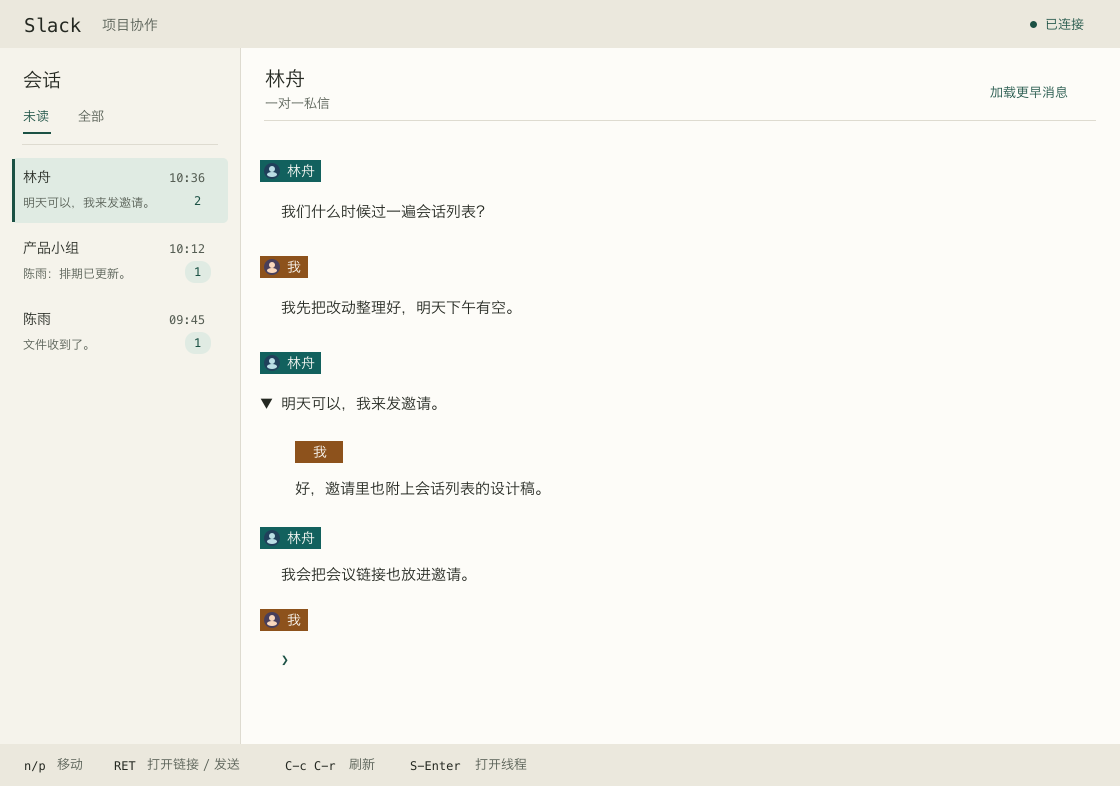 Slack 项目协作
已连接
会话
未读 全部
林舟 10:36
明天可以，我来发邀请。 2
产品小组 10:12
陈雨：排期已更新。 1
陈雨 09:45
文件收到了。 1
林舟
一对一私信
加载更早消息
林舟
我们什么时候过一遍会话列表？
我
我先把改动整理好，明天下午有空。
林舟
▼ 明天可以，我来发邀请。
我
好，邀请里也附上会话列表的设计稿。
林舟
我会把会议链接也放进邀请。
我
❯
n/p 移动 RET 打开链接 / 发送 C-c C-r 刷新 S-Enter 打开线程